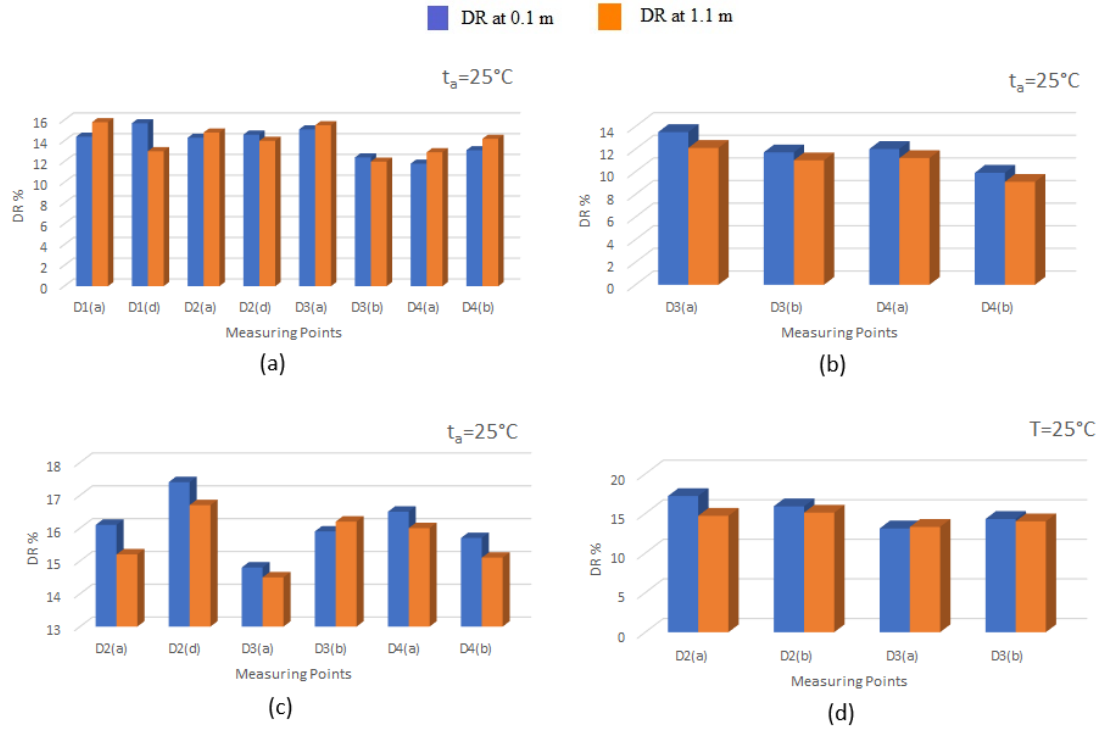 DR at 0.1 m DR at 1.1 m
tₐ=25°C
16
14
12
10
8
6
4
2
0
DR %
D1(a) D1(d) D2(a) D2(d) D3(a) D3(b) D4(a) D4(b)
Measuring Points
(a)
tₐ=25°C
14
12
10
8
6
4
2
0
DR %
D3(a) D3(b) D4(a) D4(b)
Measuring Points
(b)
tₐ=25°C
18
17
16
15
14
13
DR %
D2(a) D2(d) D3(a) D3(b) D4(a) D4(b)
Measuring Points
(c)
T=25°C
20
15
10
5
0
DR %
D2(a) D2(b) D3(a) D3(b)
Measuring Points
(d)